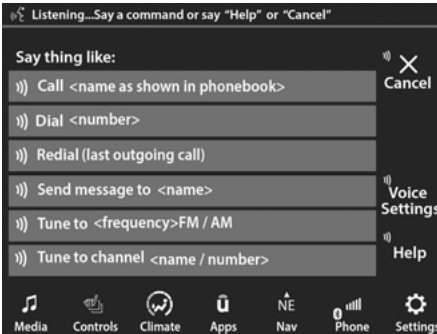 Listening...Say a command or say “Help” or “Cancel”
Say thing like:
Call <name as shown in phonebook>
Dial <number>
Redial (last outgoing call)
Send message to <name>
Tune to <frequency>FM / AM
Tune to channel <name / number>
Cancel
Voice
Settings
Help
NE
Media Controls Climate Apps Nav Phone Settings